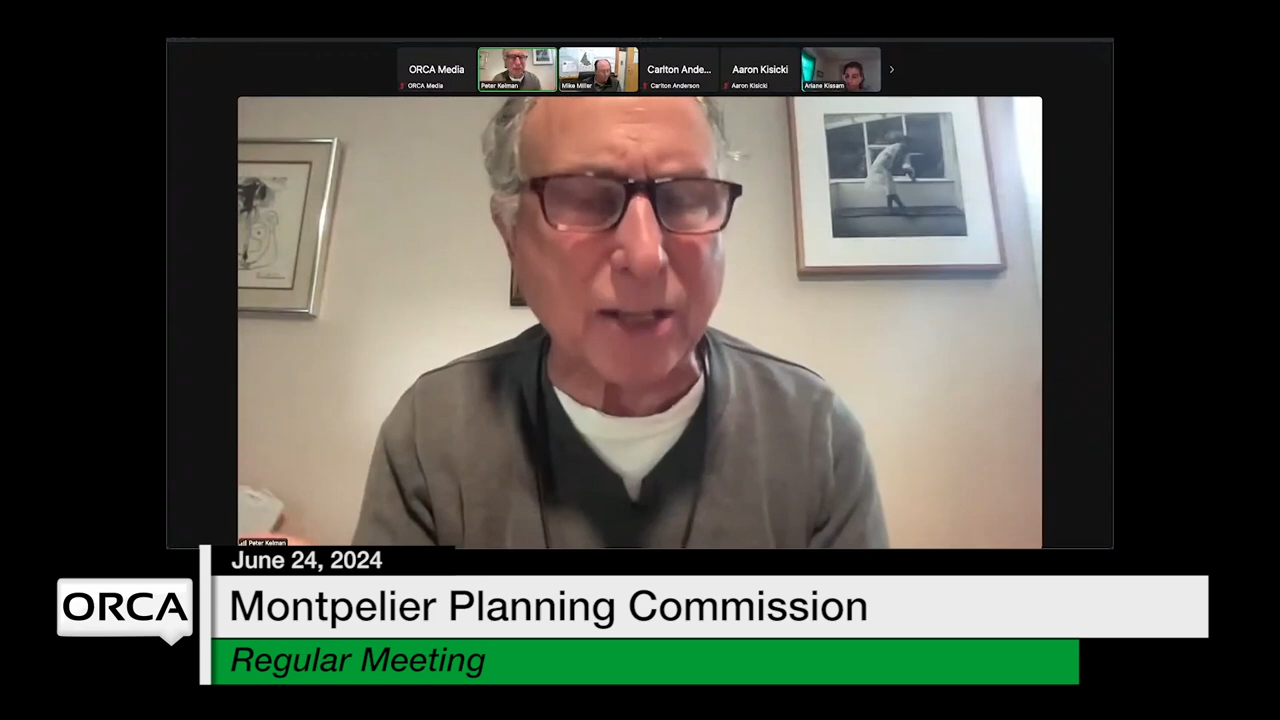 ORCA Media
Carlton Ande...
Aaron Kisicki
ORCA Media
Peter Kelman
Mike Miller
Carlton Anderson
Aaron Kisicki
Ariane Kissam
Peter Kelman
June 24, 2024
ORCA
Montpelier Planning Commission
Regular Meeting